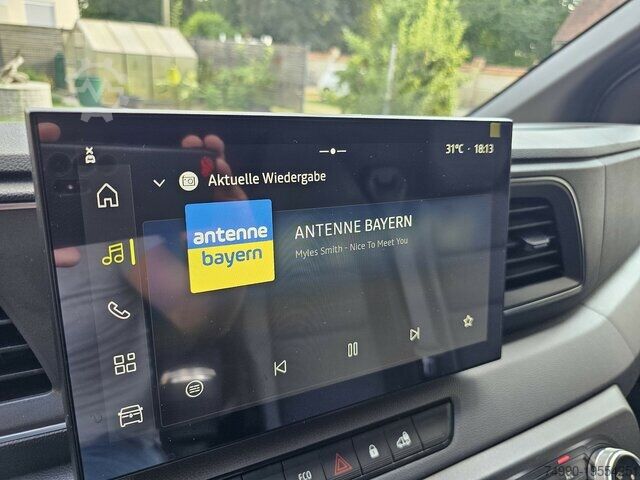 31°C · 18:13
Aktuelle Wiedergabe
antenne
bayern
ANTENNE BAYERN
Myles Smith - Nice To Meet You
ECO